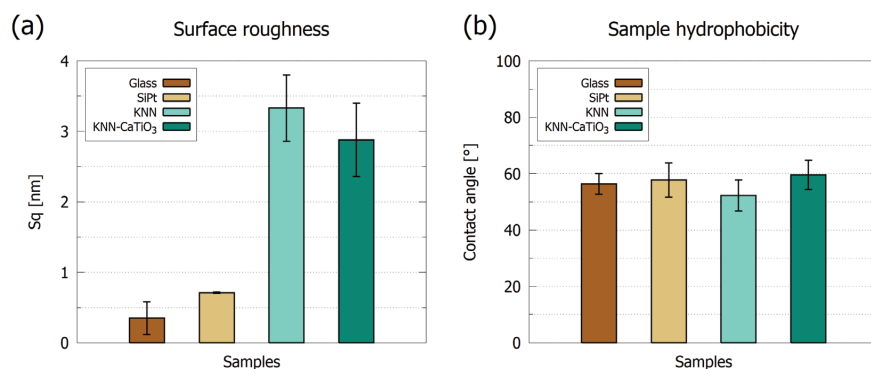 (a) Surface roughness
4
3
2
1
0
Sq [nm]
Glass
SiPt
KNN
KNN-CaTiO₃
Samples
(b) Sample hydrophobicity
100
80
60
40
20
0
Contact angle [°]
Glass
SiPt
KNN
KNN-CaTiO₃
Samples